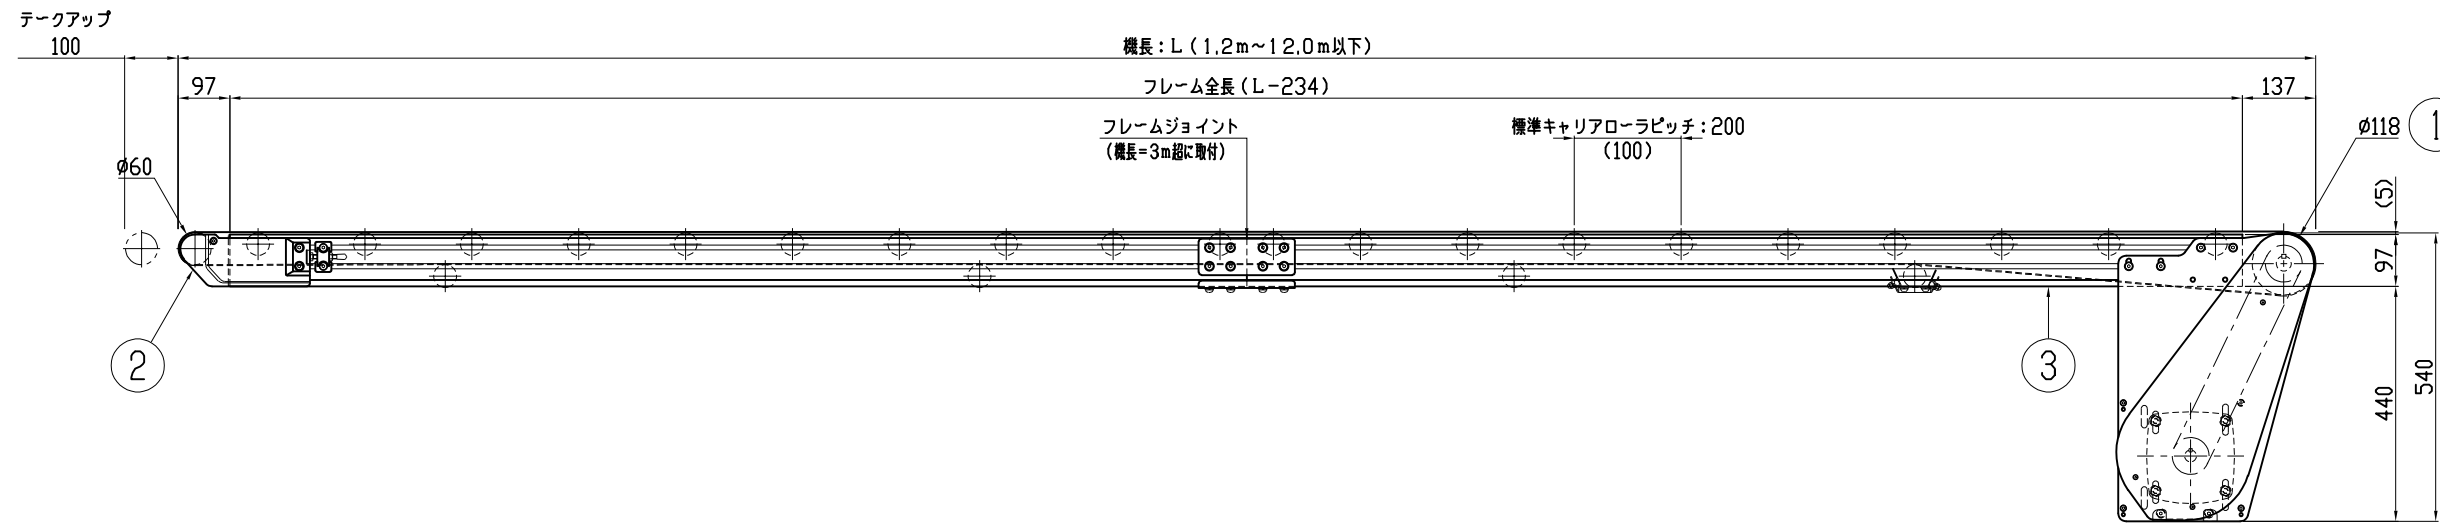 テークアップ
100
機長：L（1,2m～12,0m以下）
97
フレーム全長（L-234）
137
フレームジョイント
（機長=3m超に取付）
標準キャリアローラピッチ：200
（100）
φ118
1
φ60
(5)
97
2
3
440
540